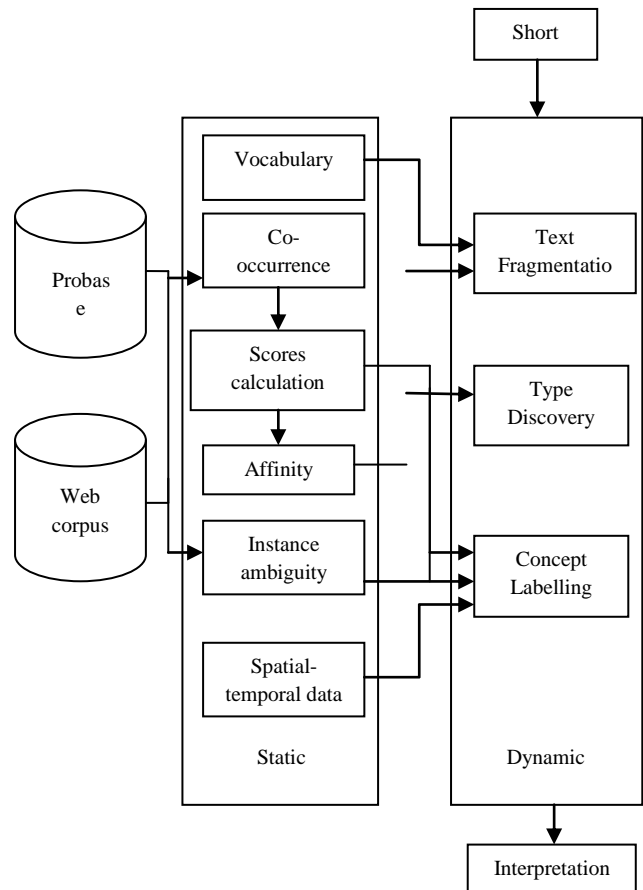 Short
Vocabulary
Co-
occurrence
Probas
e
Text
Fragmentatio
Scores
calculation
Type
Discovery
Affinity
Web
corpus
Instance
ambiguity
Concept
Labelling
Spatial-
temporal data
Static
Dynamic
Interpretation